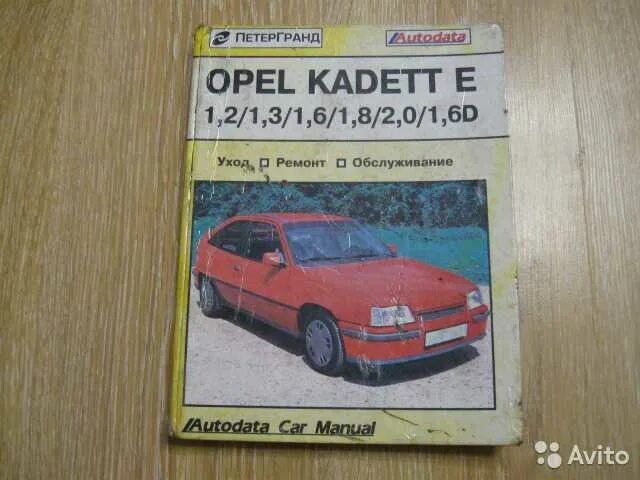 ПЕТЕРГРАНД
Autodata
OPEL KADETT E
1,2/1,3/1,6/1,8/2,0/1,6D
Уход □ Ремонт □ Обслуживание
Autodata Car Manual
Avito